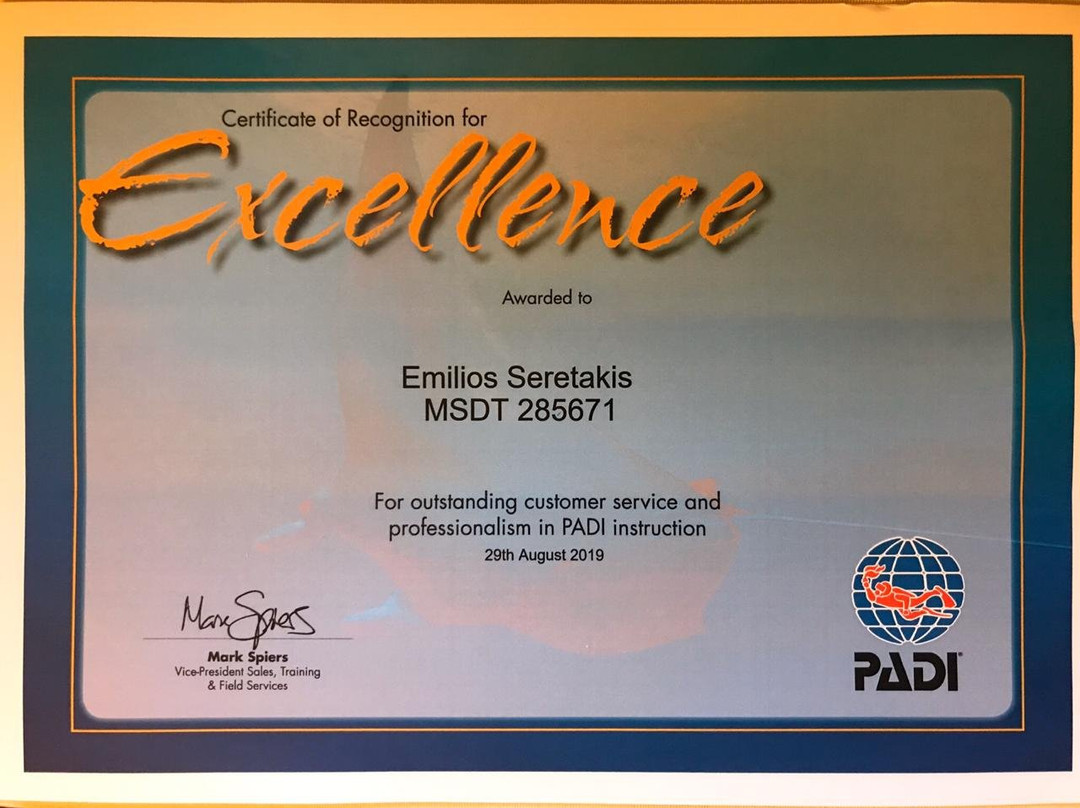 Certificate of Recognition for
Excellence
Awarded to
Emilios Seretakis
MSDT 285671
For outstanding customer service and
professionalism in PADI instruction
29th August 2019
Mark Spiers
Mark Spiers
Vice-President Sales, Training
& Field Services
PADI®